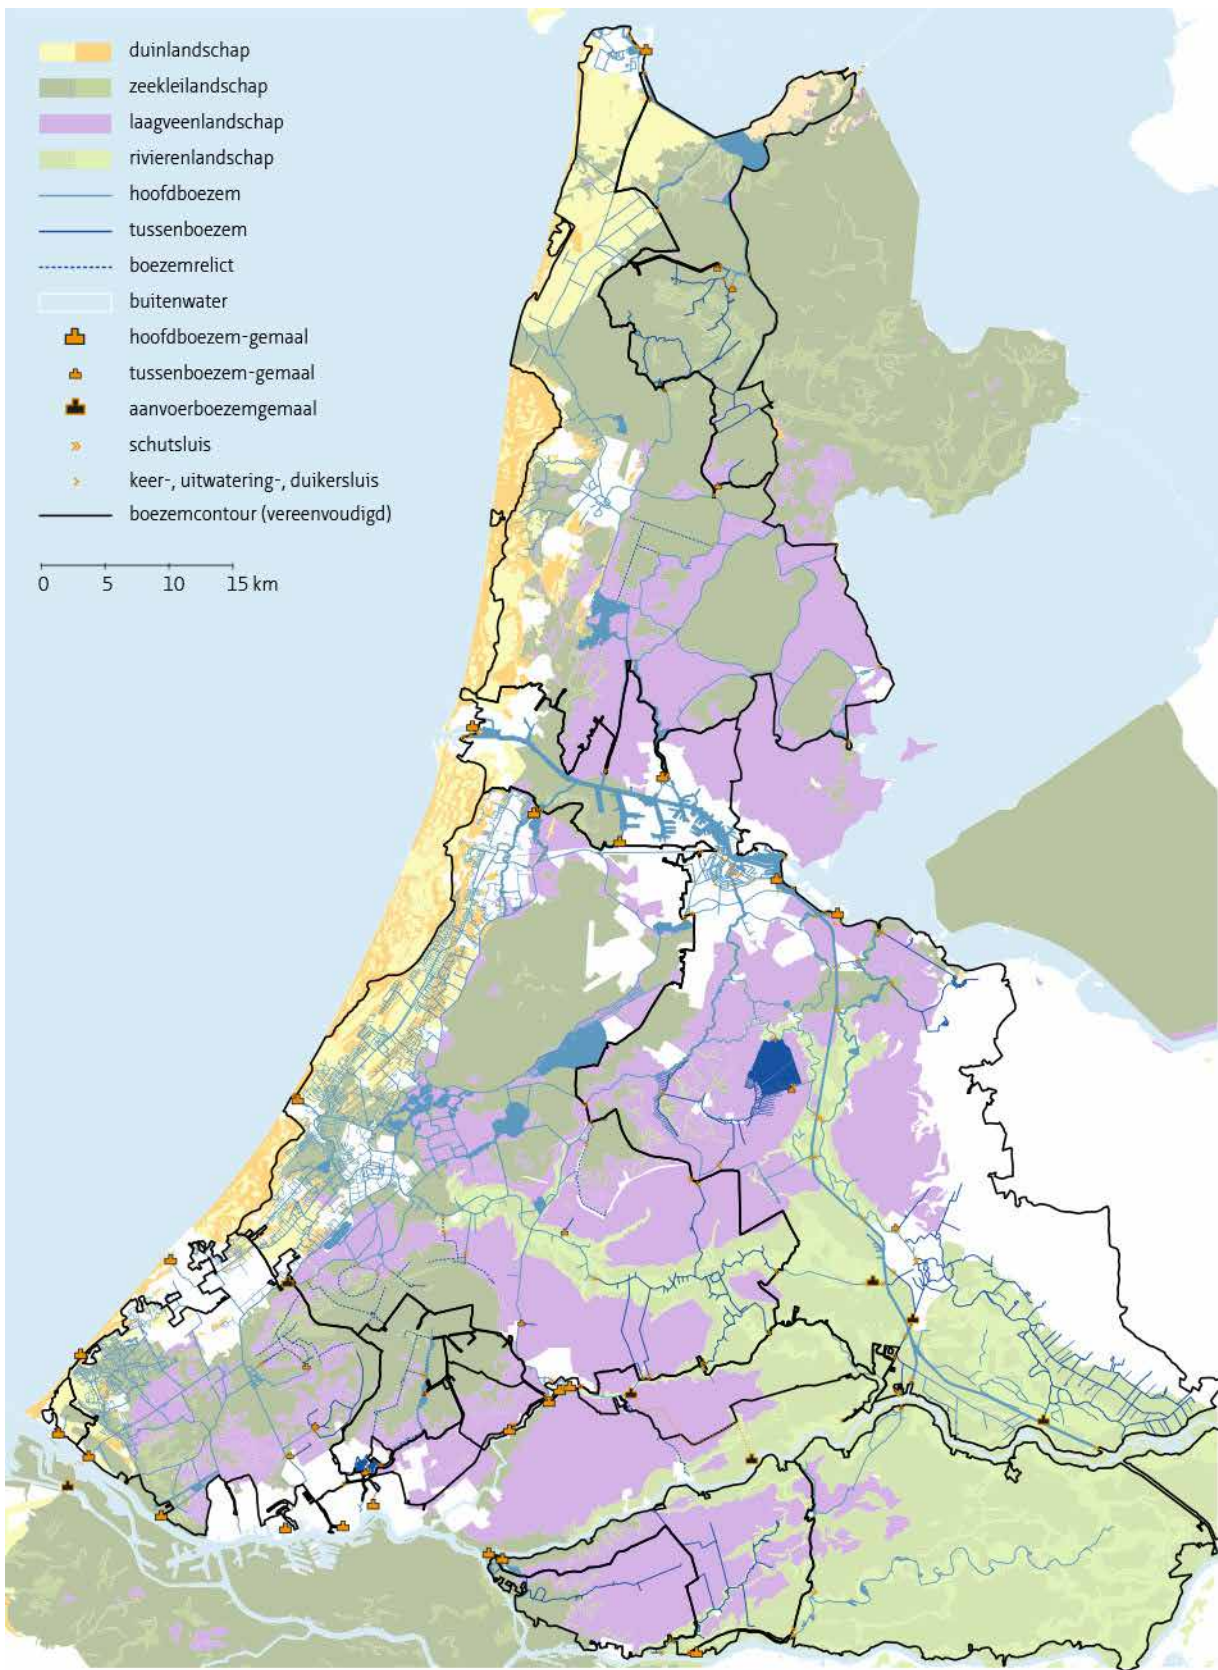 duinlandschap
zeekleilandschap
laagveenlandschap
rivierenlandschap
hoofdboezem
tussenboezem
boezemrelict
buitenwater
hoofdboezem-gemaal
tussenboezem-gemaal
aanvoerboezemgemaal
schutsluis
keer-, uitwatering-, duikersluis
boezemcontour (vereenvoudigd)
0 5 10 15 km